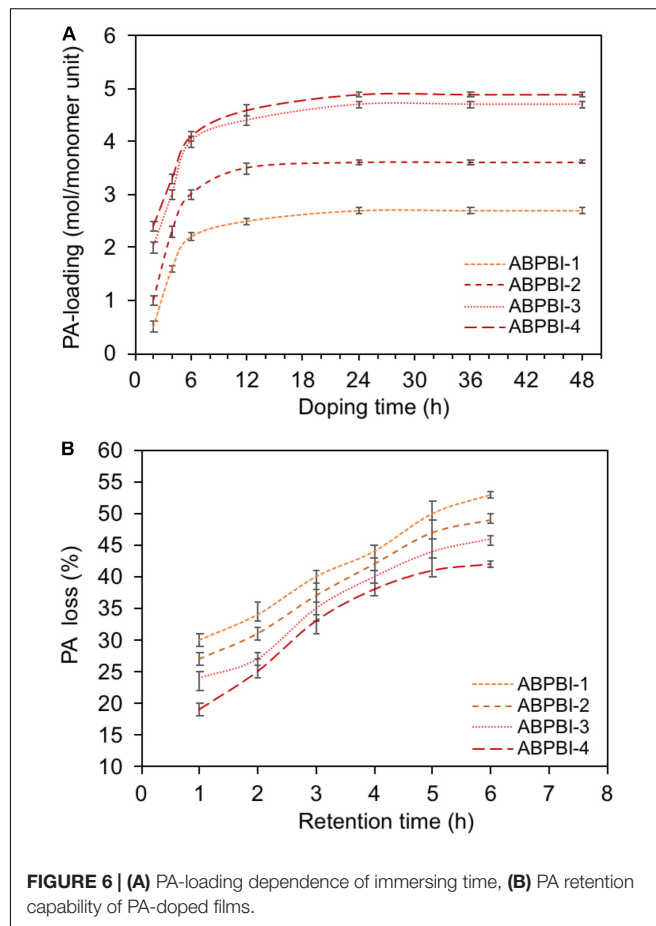 A
PA-loading (mol/monomer unit)
6
5
4
3
2
1
0
ABPBI-1
ABPBI-2
ABPBI-3
ABPBI-4
0 6 12 18 24 30 36 42 48
Doping time (h)
B
PA loss (%)
60
55
50
45
40
35
30
25
20
15
10
ABPBI-1
ABPBI-2
ABPBI-3
ABPBI-4
0 1 2 3 4 5 6 7 8
Retention time (h)
FIGURE 6 | (A) PA-loading dependence of immersing time, (B) PA retention
capability of PA-doped films.